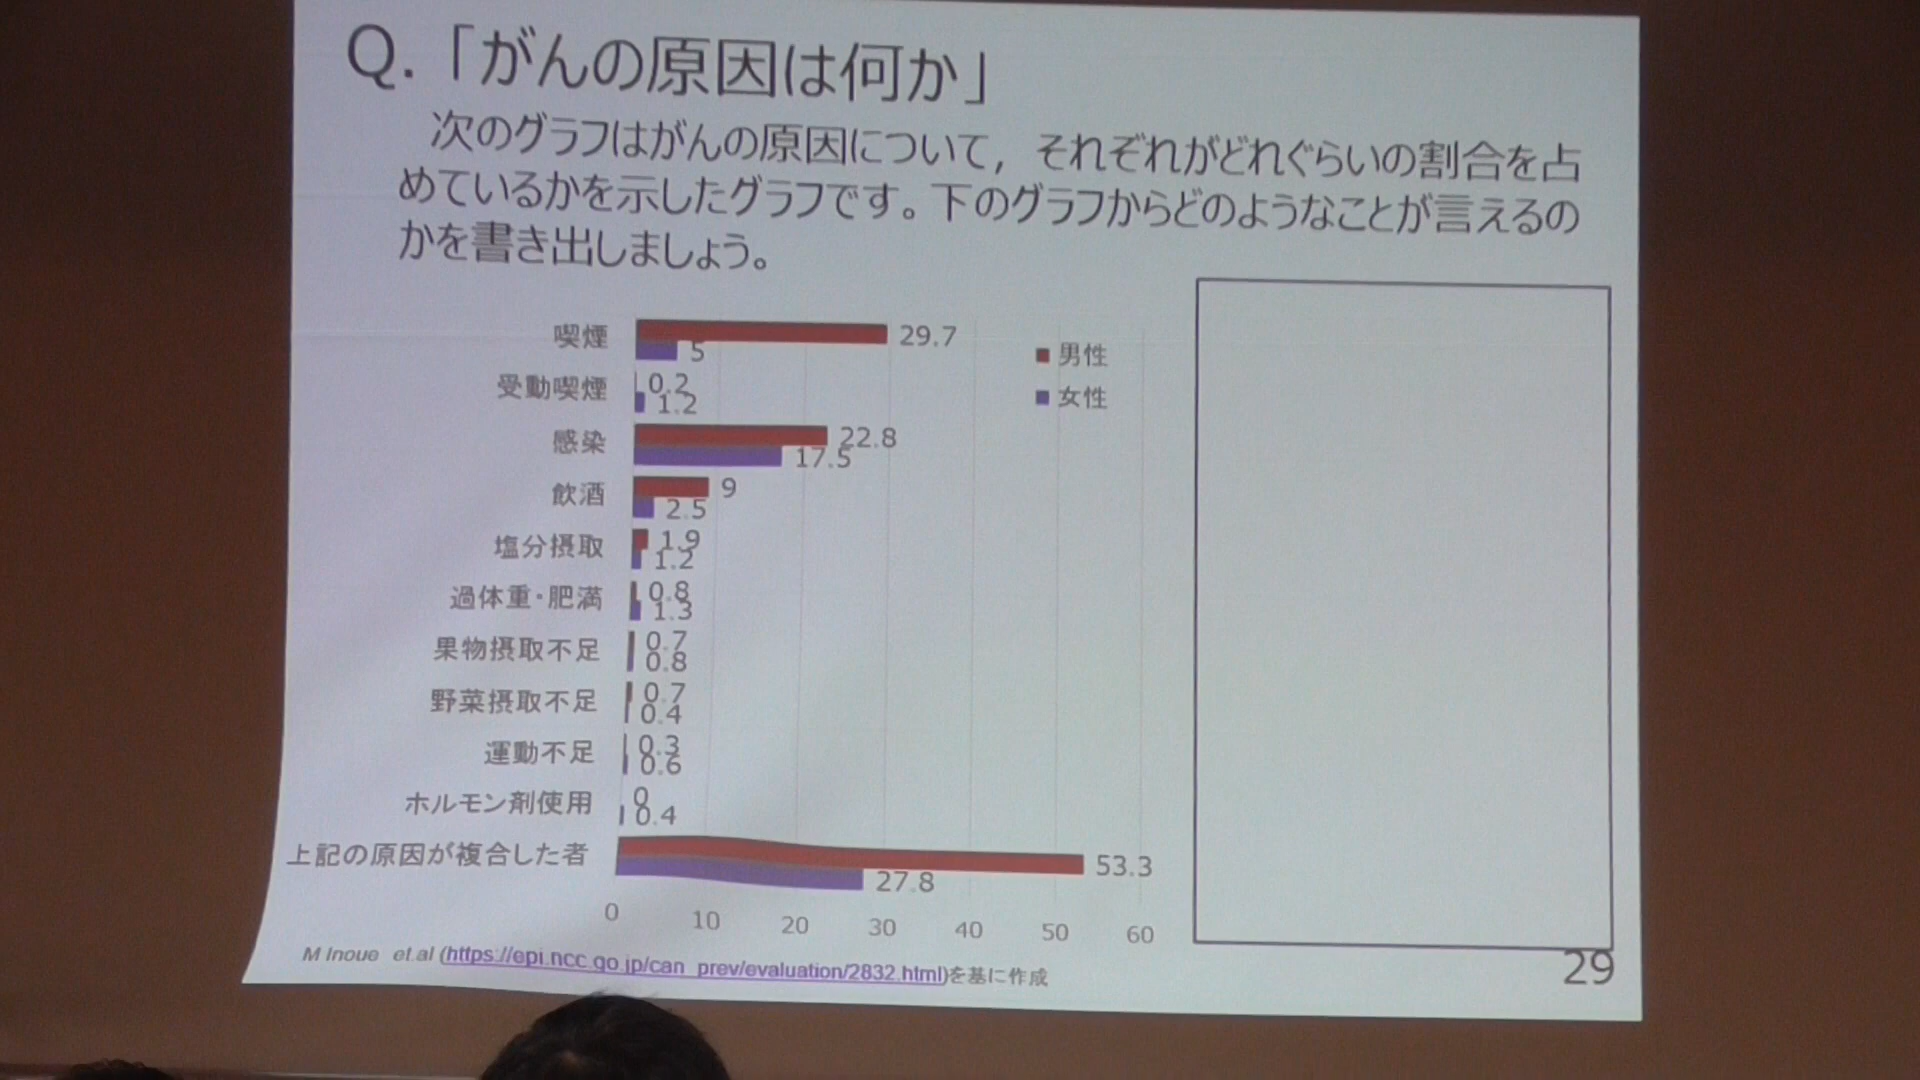 Q.「がんの原因は何か」
次のグラフはがんの原因について，それぞれがどれぐらいの割合を占
めているかを示したグラフです。下のグラフからどのようなことが言えるの
かを書き出しましょう。
喫煙 29.7
5
受動喫煙 0.2
1.2
感染 22.8
17.5
飲酒 9
2.5
塩分摂取 1.9
1.2
過体重・肥満 0.8
1.3
果物摂取不足 0.7
0.8
野菜摂取不足 0.7
0.4
運動不足 0.3
0.6
ホルモン剤使用 0
0.4
上記の原因が複合した者 53.3
27.8
男性
女性
0 10 20 30 40 50 60
M Inoue et.al (https://epi.ncc.go.jp/can_prev/evaluation/2832.html)を基に作成
29